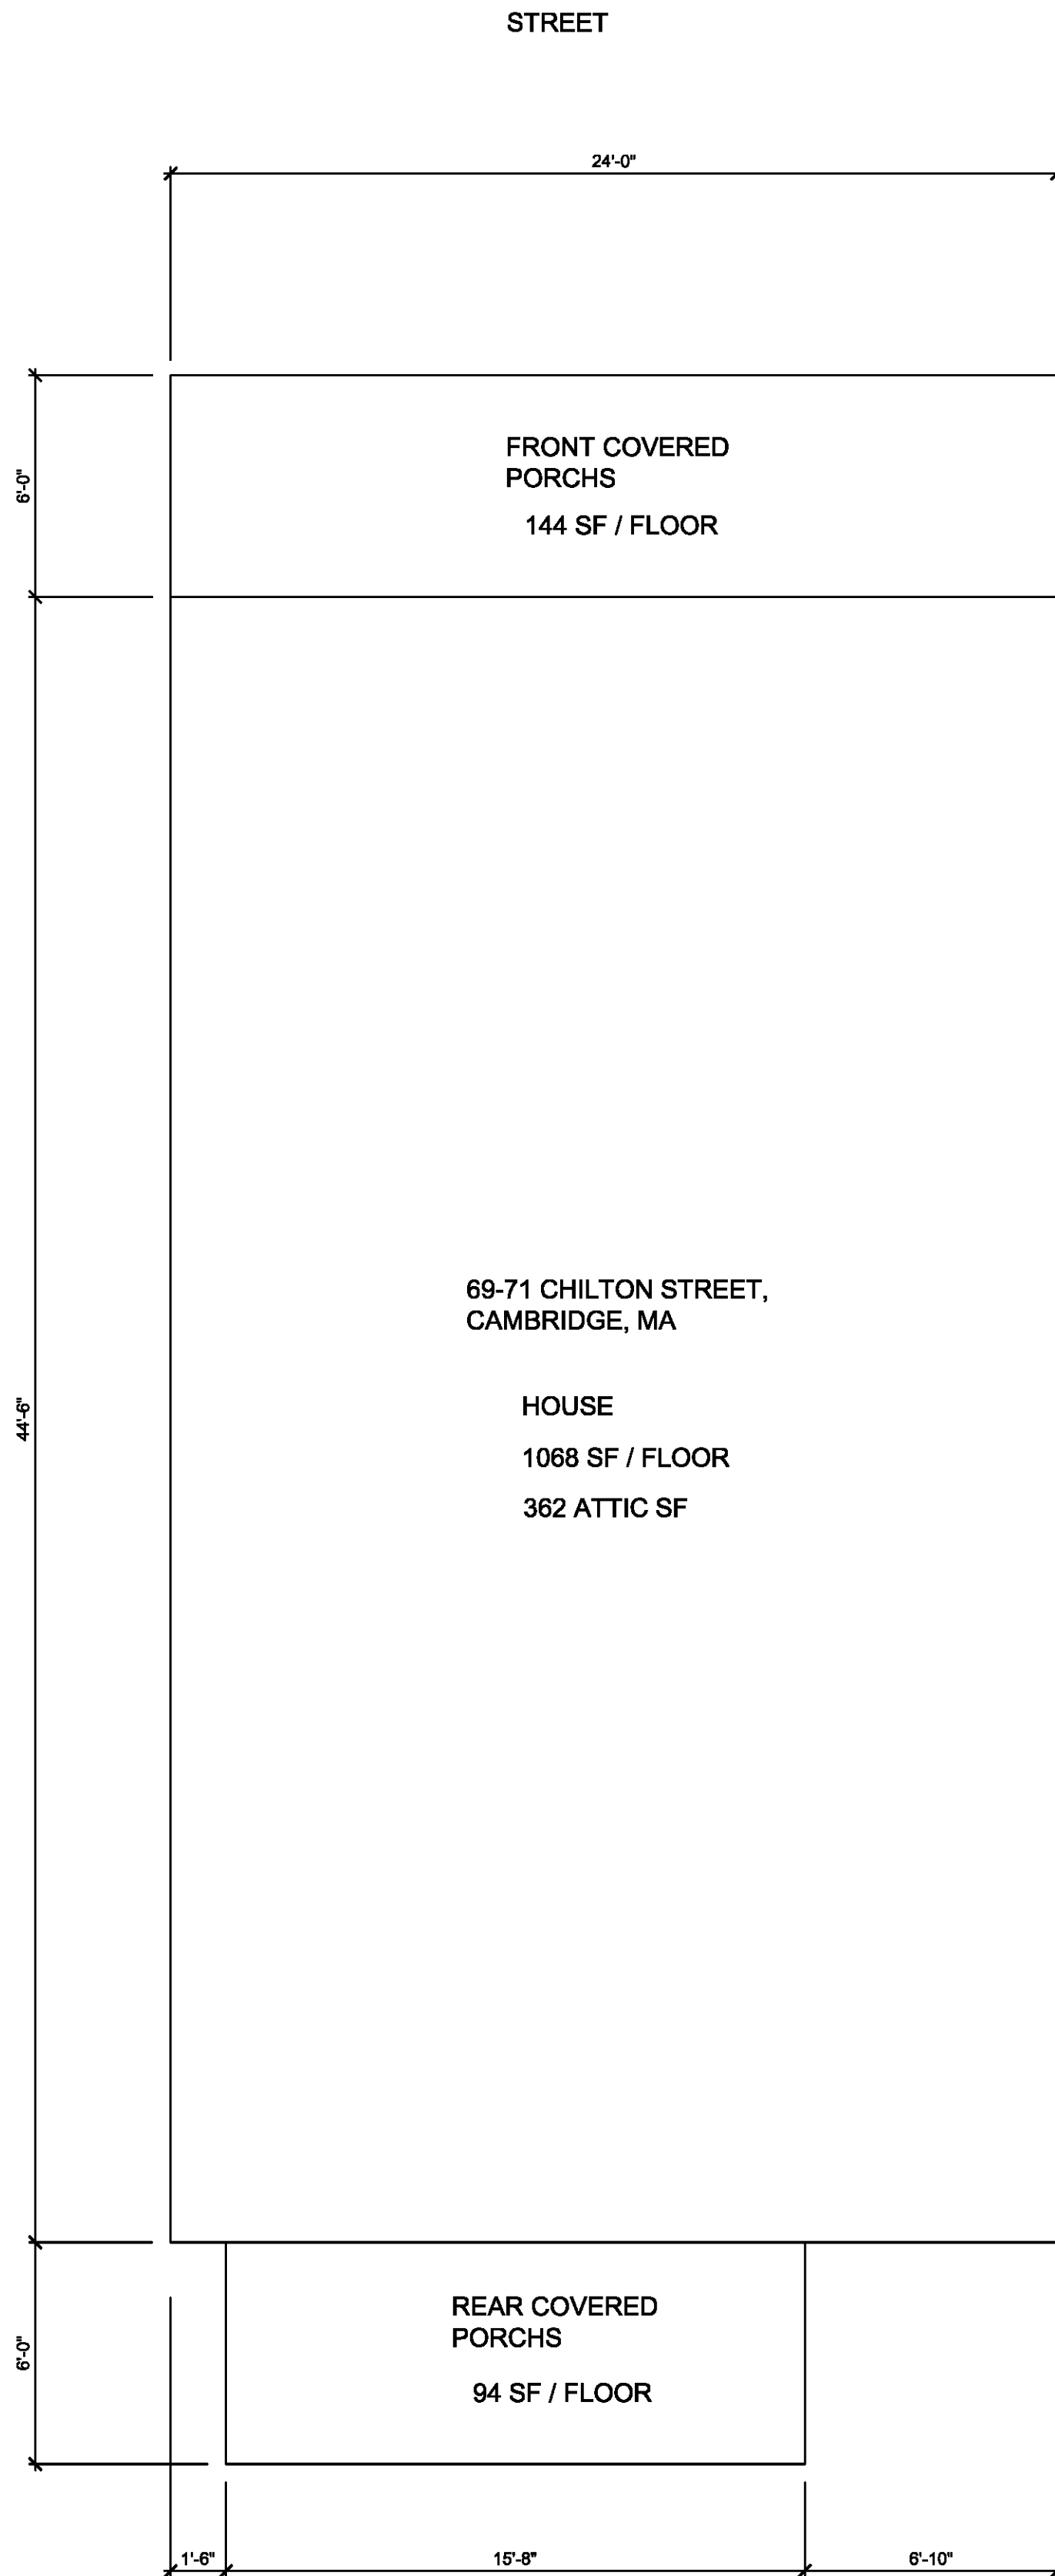 STREET
24'-0"
6'-0"
FRONT COVERED
PORCHS
144 SF / FLOOR
44'-6"
69-71 CHILTON STREET,
CAMBRIDGE, MA
HOUSE
1068 SF / FLOOR
362 ATTIC SF
6'-0"
REAR COVERED
PORCHS
94 SF / FLOOR
1'-6"
15'-8"
6'-10"